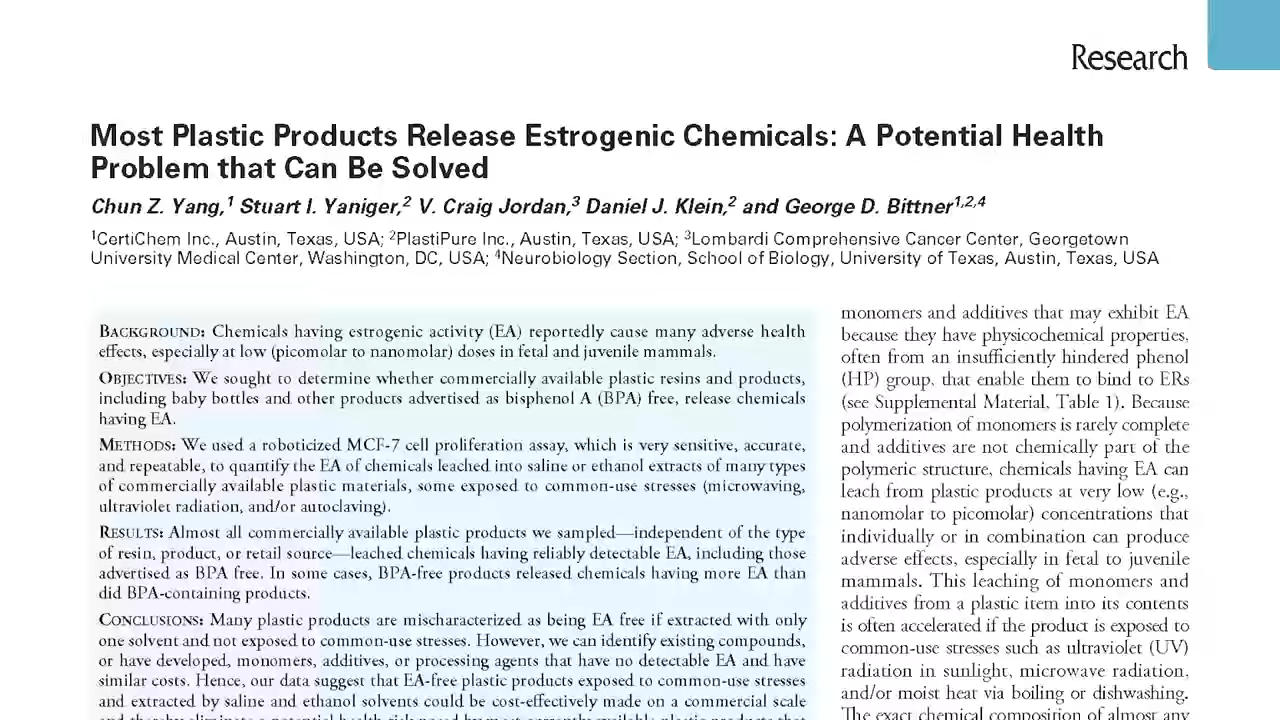 Research
Most Plastic Products Release Estrogenic Chemicals: A Potential Health
Problem that Can Be Solved
Chun Z. Yang,1 Stuart I. Yaniger,2 V. Craig Jordan,3 Daniel J. Klein,2 and George D. Bittner1,2,4
1CertiChem Inc., Austin, Texas, USA; 2PlastiPure Inc., Austin, Texas, USA; 3Lombardi Comprehensive Cancer Center, Georgetown
University Medical Center, Washington, DC, USA; 4Neurobiology Section, School of Biology, University of Texas, Austin, Texas, USA
BACKGROUND: Chemicals having estrogenic activity (EA) reportedly cause many adverse health
effects, especially at low (picomolar to nanomolar) doses in fetal and juvenile mammals.
OBJECTIVES: We sought to determine whether commercially available plastic resins and products,
including baby bottles and other products advertised as bisphenol A (BPA) free, release chemicals
having EA.
METHODS: We used a roboticized MCF-7 cell proliferation assay, which is very sensitive, accurate,
and repeatable, to quantify the EA of chemicals leached into saline or ethanol extracts of many types
of commercially available plastic materials, some exposed to common-use stresses (microwaving,
ultraviolet radiation, and/or autoclaving).
RESULTS: Almost all commercially available plastic products we sampled—independent of the type
of resin, product, or retail source—leached chemicals having reliably detectable EA, including those
advertised as BPA free. In some cases, BPA-free products released chemicals having more EA than
did BPA-containing products.
CONCLUSIONS: Many plastic products are mischaracterized as being EA free if extracted with only
one solvent and not exposed to common-use stresses. However, we can identify existing compounds,
or have developed, monomers, additives, or processing agents that have no detectable EA and have
similar costs. Hence, our data suggest that EA-free plastic products exposed to common-use stresses
and extracted by saline and ethanol solvents could be cost-effectively made on a commercial scale
and thereby eliminate a potential health risk posed by most currently available plastic products that
monomers and additives that may exhibit EA
because they have physicochemical properties,
often from an insufficiently hindered phenol
(HP) group, that enable them to bind to ERs
(see Supplemental Material, Table 1). Because
polymerization of monomers is rarely complete
and additives are not chemically part of the
polymeric structure, chemicals having EA can
leach from plastic products at very low (e.g.,
nanomolar to picomolar) concentrations that
individually or in combination can produce
adverse effects, especially in fetal to juvenile
mammals. This leaching of monomers and
additives from a plastic item into its contents
is often accelerated if the product is exposed to
common-use stresses such as ultraviolet (UV)
radiation in sunlight, microwave radiation,
and/or moist heat via boiling or dishwashing.
The exact chemical composition of almost any